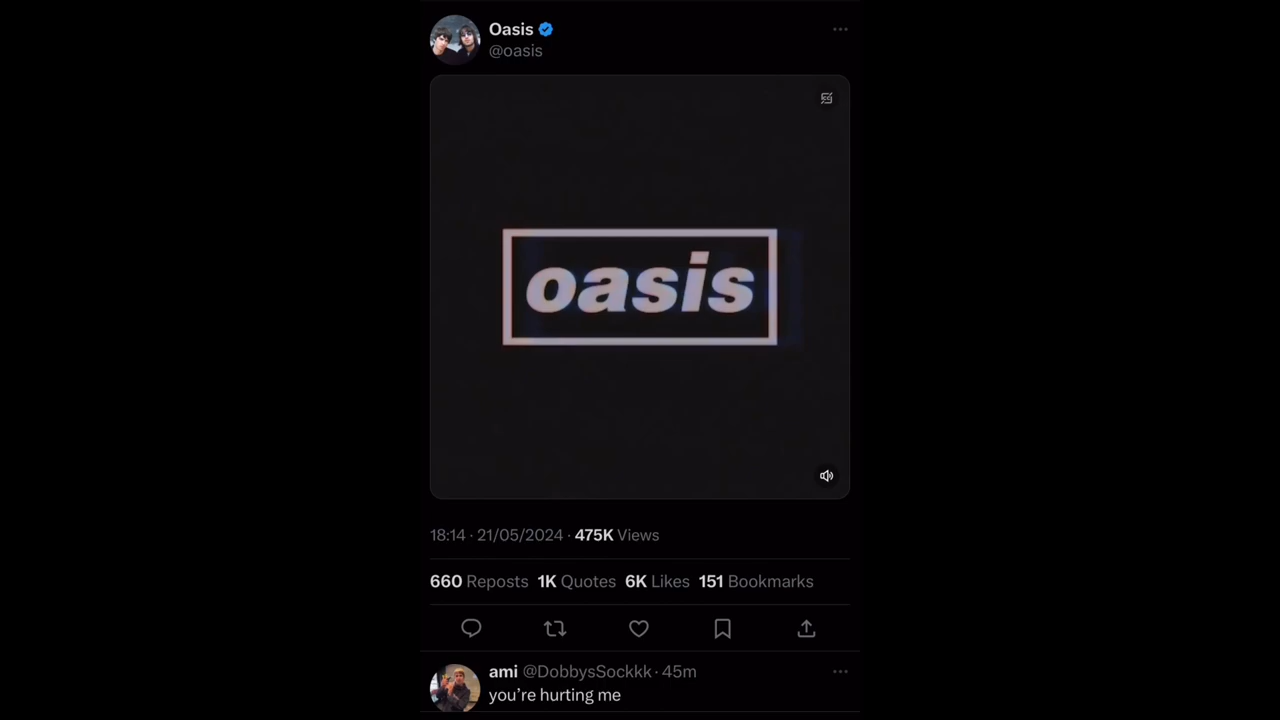 Oasis
@oasis
oasis
18:14 · 21/05/2024 · 475K Views
660 Reposts 1K Quotes 6K Likes 151 Bookmarks
ami @DobbysSockkk · 45m
you’re hurting me